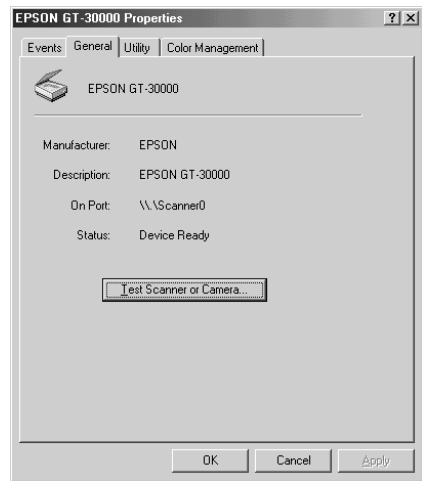 EPSON GT-30000 Properties ? ×
Events General Utility Color Management
EPSON GT-30000
Manufacturer: EPSON
Description: EPSON GT-30000
On Port: \\.\Scanner0
Status: Device Ready
Test Scanner or Camera...
OK Cancel Apply